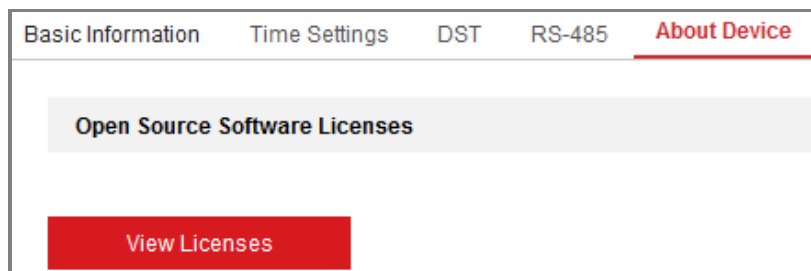 Basic Information Time Settings DST RS-485 About Device
Open Source Software Licenses
View Licenses